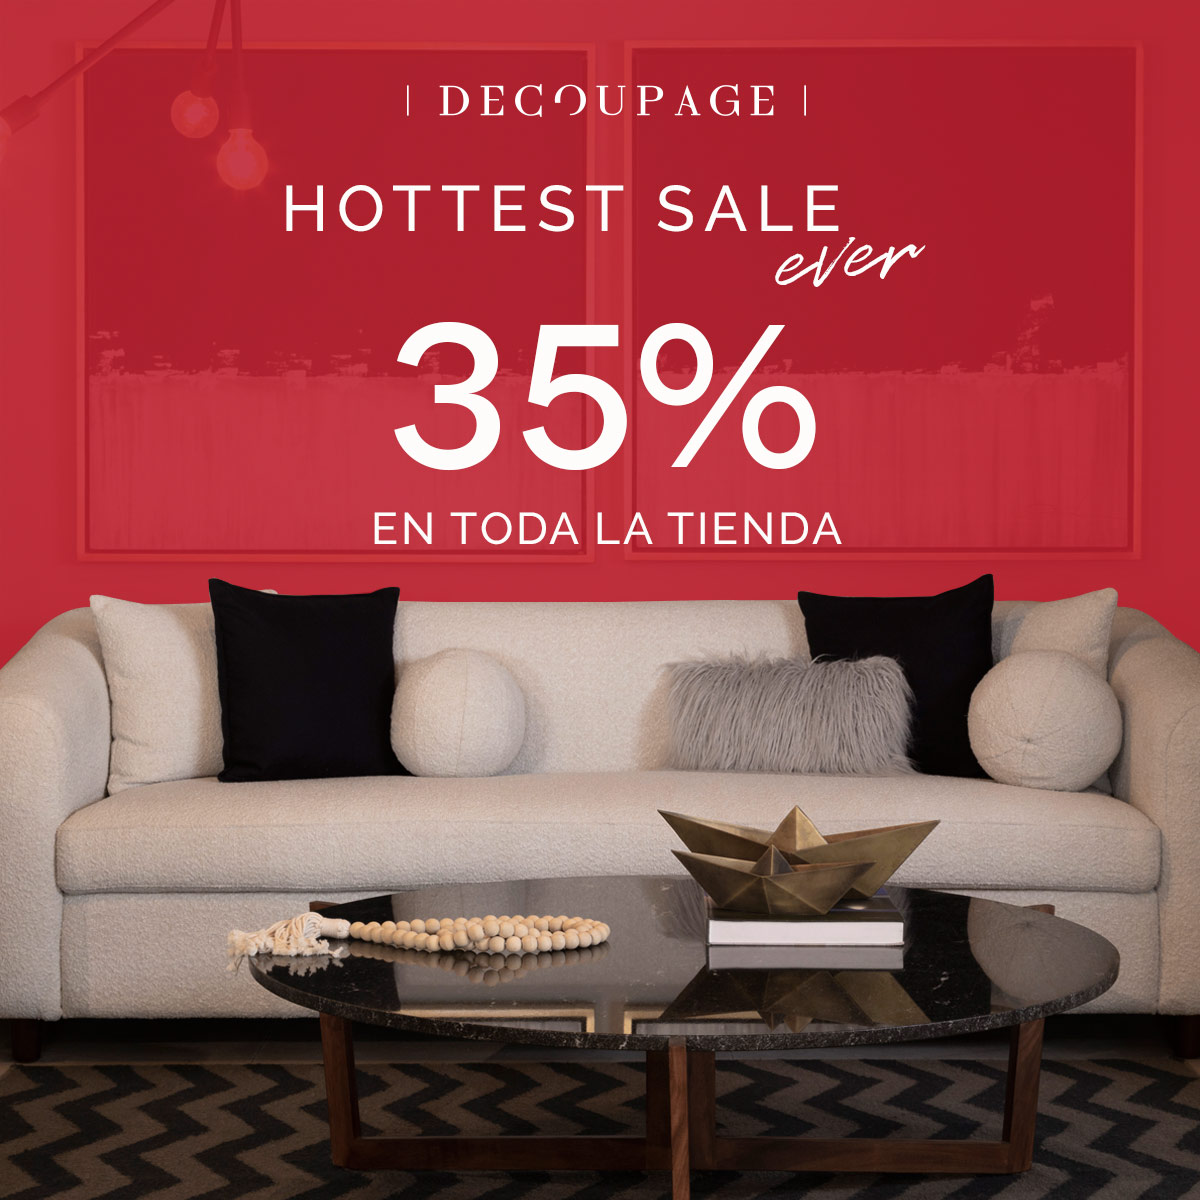 | DECOUPAGE |
HOTTEST SALE
ever
35%
EN TODA LA TIENDA